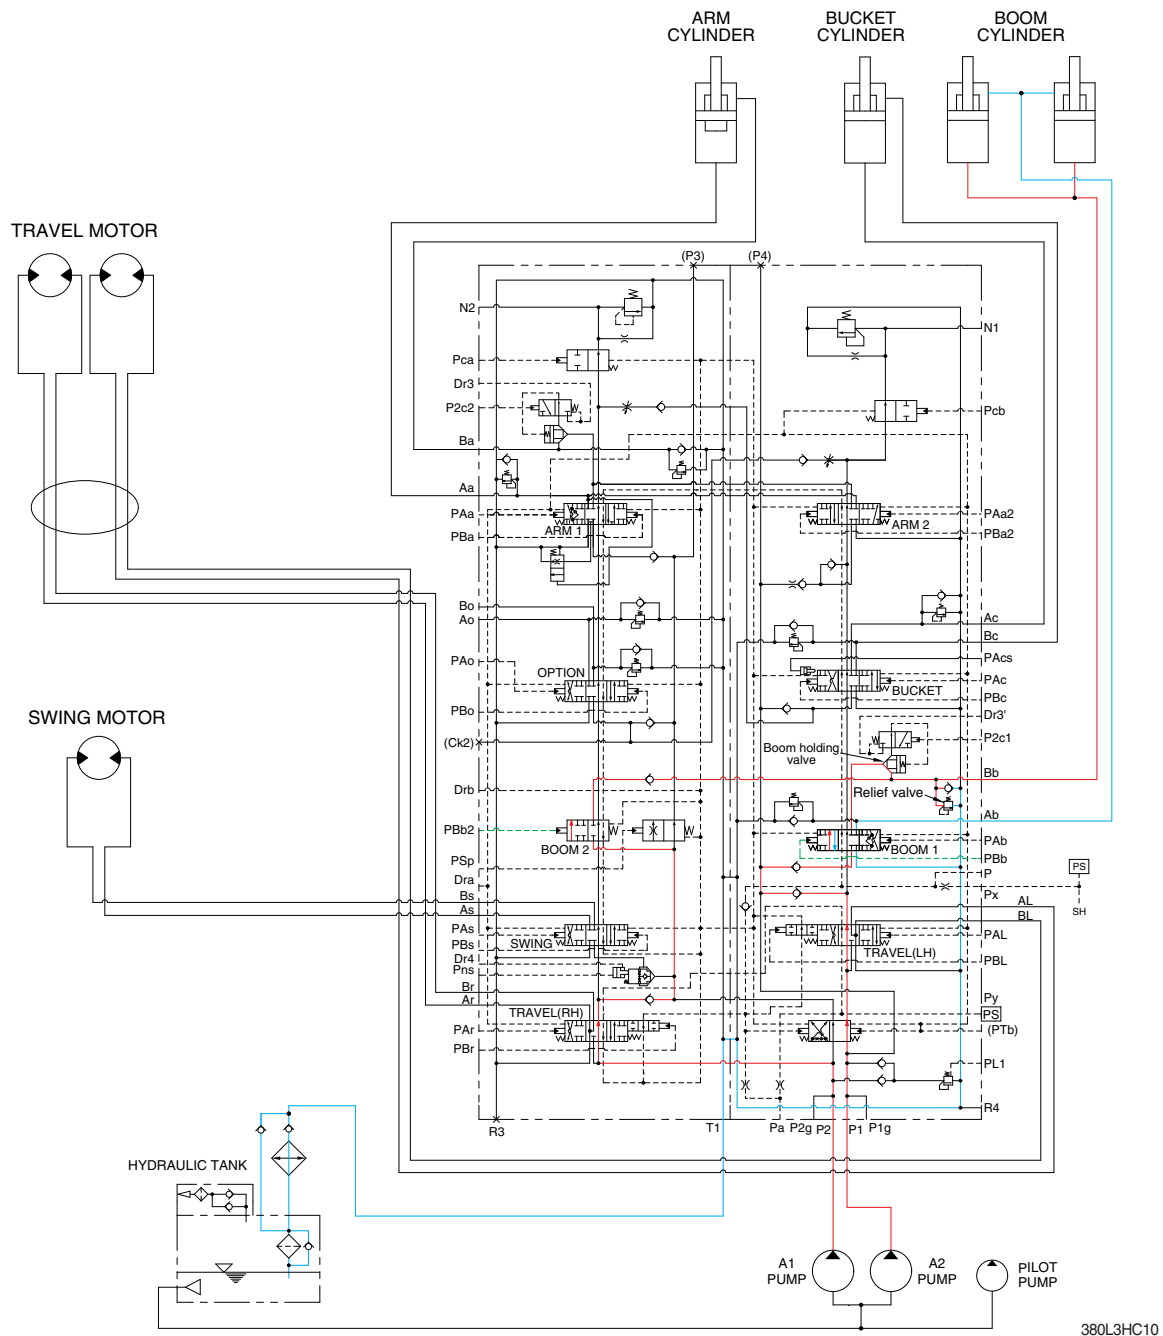 ARM
CYLINDER
BUCKET
CYLINDER
BOOM
CYLINDER
TRAVEL MOTOR
(P3)
(P4)
N2
N1
Pca
Dr3
P2c2
Pcb
Ba
Aa
PAa
ARM 1
PBa
PAa2
ARM 2
PBa2
Bo
Ao
Ac
Bc
PAo
OPTION
PBo
PAcs
PAc
BUCKET
PBc
Dr3'
SWING MOTOR
(Ck2)
P2c1
Boom holding
valve
Bb
Drb
Relief valve
Ab
PBb2
BOOM 2
PAb
BOOM 1
PBb
PSp
P
PS
Dra
Px
Bs
As
AL
SH
BL
PAs
SWING
PBs
PAL
TRAVEL(LH)
PBL
Dr4
Pns
Br
Ar
Py
TRAVEL(RH)
PS
PAr
(PTb)
PBr
PL1
R4
R3
T1
Pa
P2g
P2
P1
P1g
HYDRAULIC TANK
A1
PUMP
A2
PUMP
PILOT
PUMP
380L3HC10